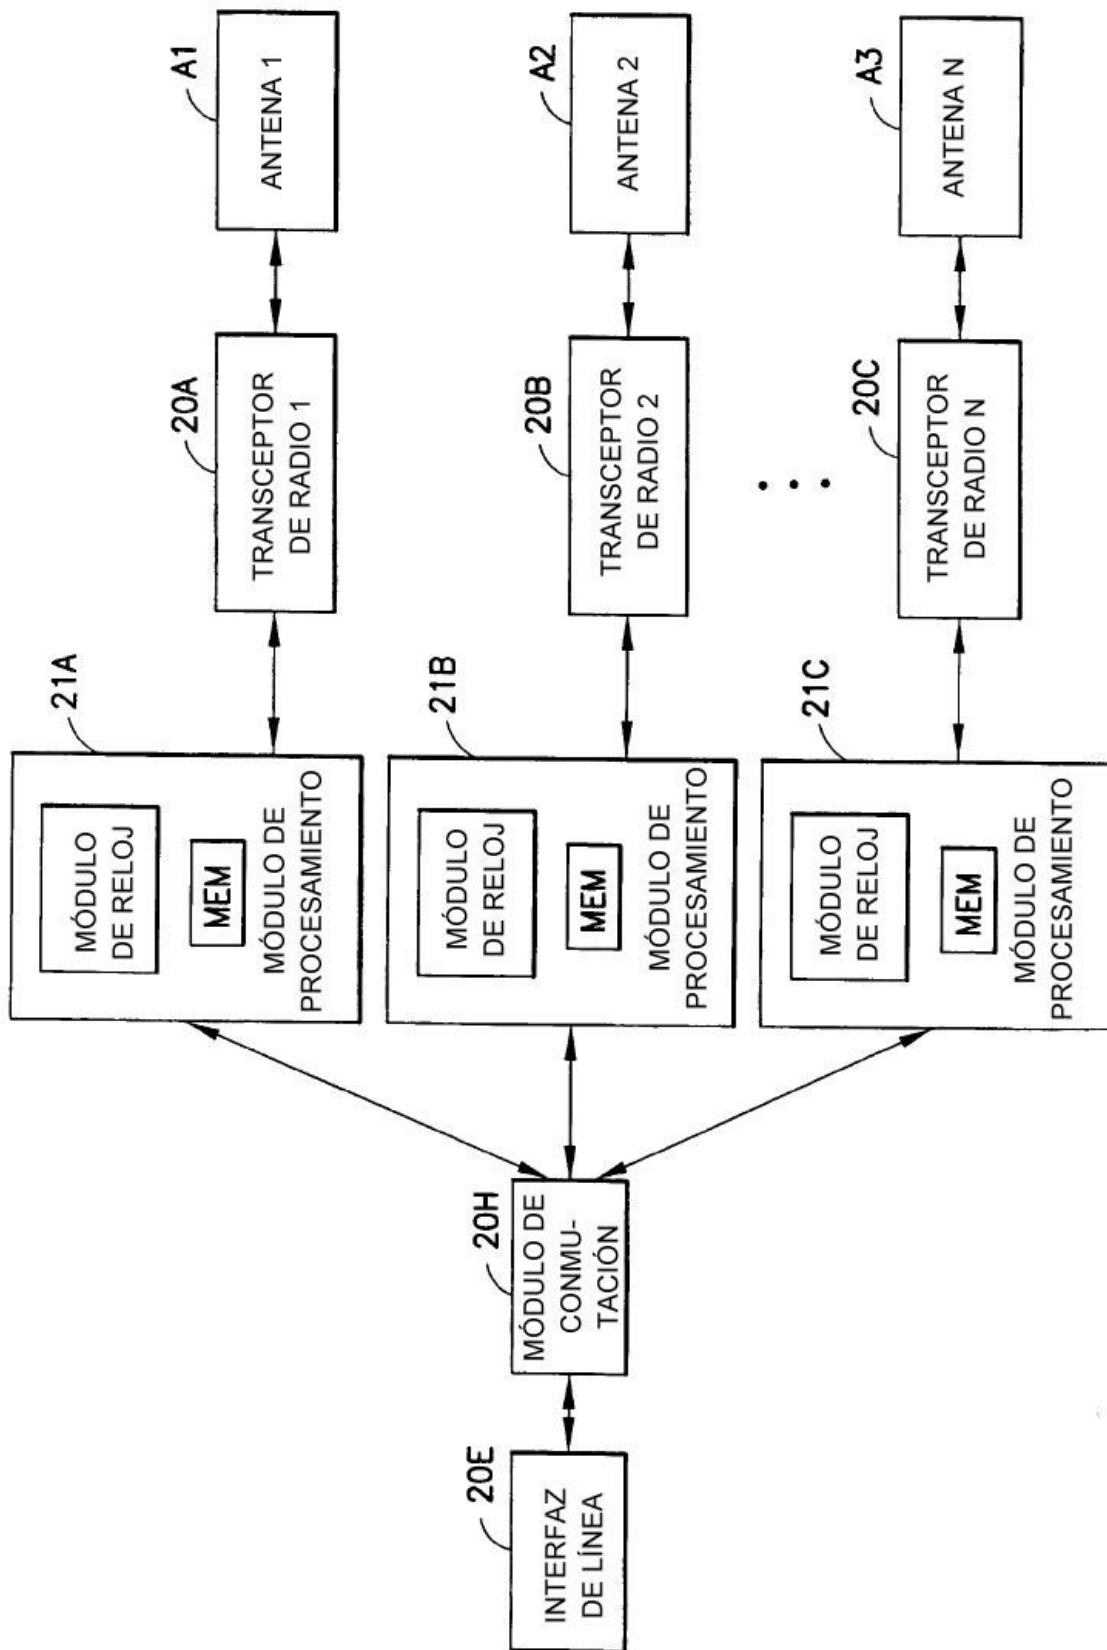 20E
INTERFAZ
DE LÍNEA
20H
MÓDULO DE
CONMU-
TACIÓN
21A
MÓDULO
DE RELOJ
MEM
MÓDULO DE
PROCESAMIENTO
20A
TRANSCEPTOR
DE RADIO 1
A1
ANTENA 1
21B
MÓDULO
DE RELOJ
MEM
MÓDULO DE
PROCESAMIENTO
20B
TRANSCEPTOR
DE RADIO 2
A2
ANTENA 2
21C
MÓDULO
DE RELOJ
MEM
MÓDULO DE
PROCESAMIENTO
20C
TRANSCEPTOR
DE RADIO N
A3
ANTENA N